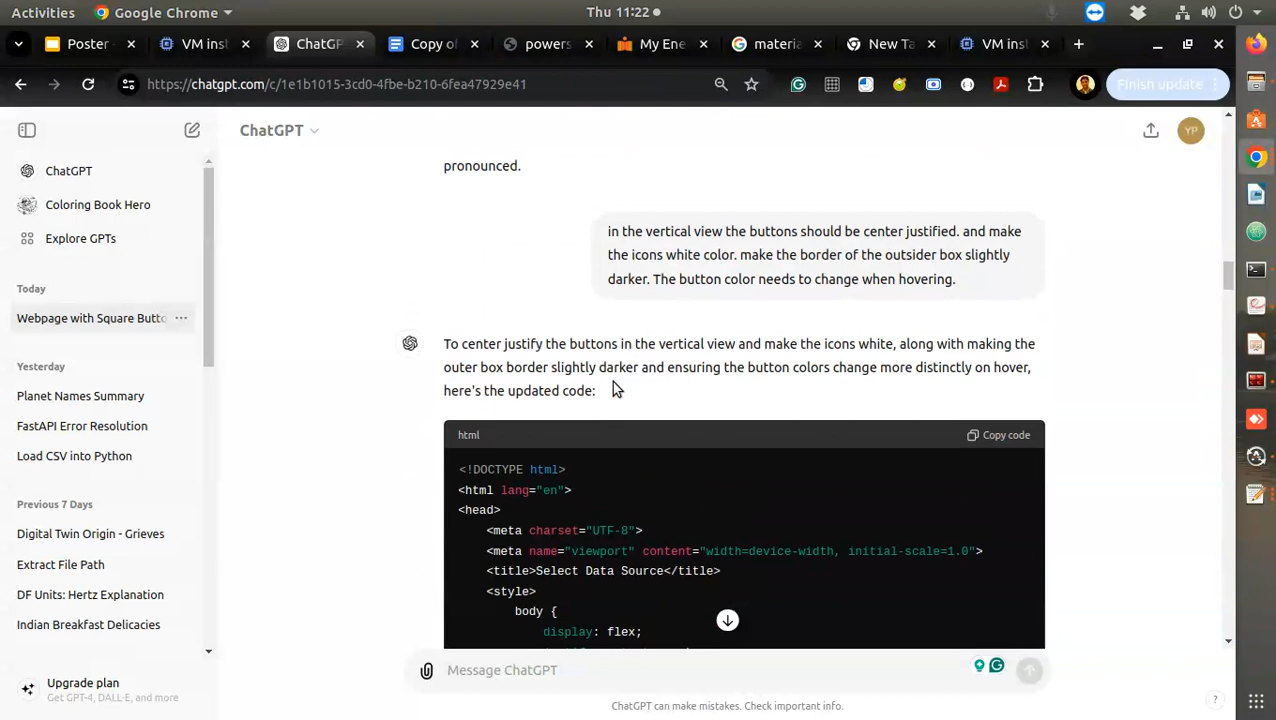 Activities
Google Chrome
Thu 11:22
Poster -
VM inst
ChatGP
Copy of
powers
My Ene
materia
New Ta
VM inst
https://chatgpt.com/c/1e1b1015-3cd0-4fbe-b210-6fea47929e41
Finish update
ChatGPT
YP
ChatGPT
Coloring Book Hero
Explore GPTs
Today
Webpage with Square Butto
Yesterday
Planet Names Summary
FastAPI Error Resolution
Load CSV into Python
Previous 7 Days
Digital Twin Origin - Grieves
Extract File Path
DF Units: Hertz Explanation
Indian Breakfast Delicacies
Upgrade plan
Get GPT-4, DALL-E, and more
pronounced.
in the vertical view the buttons should be center justified. and make
the icons white color. make the border of the outsider box slightly
darker. The button color needs to change when hovering.
To center justify the buttons in the vertical view and make the icons white, along with making the
outer box border slightly darker and ensuring the button colors change more distinctly on hover,
here's the updated code:
html
Copy code
<!DOCTYPE html>
<html lang="en">
<head>
<meta charset="UTF-8">
<meta name="viewport" content="width=device-width, initial-scale=1.0">
<title>Select Data Source</title>
<style>
body {
display: flex;
Message ChatGPT
ChatGPT can make mistakes. Check important info.
?